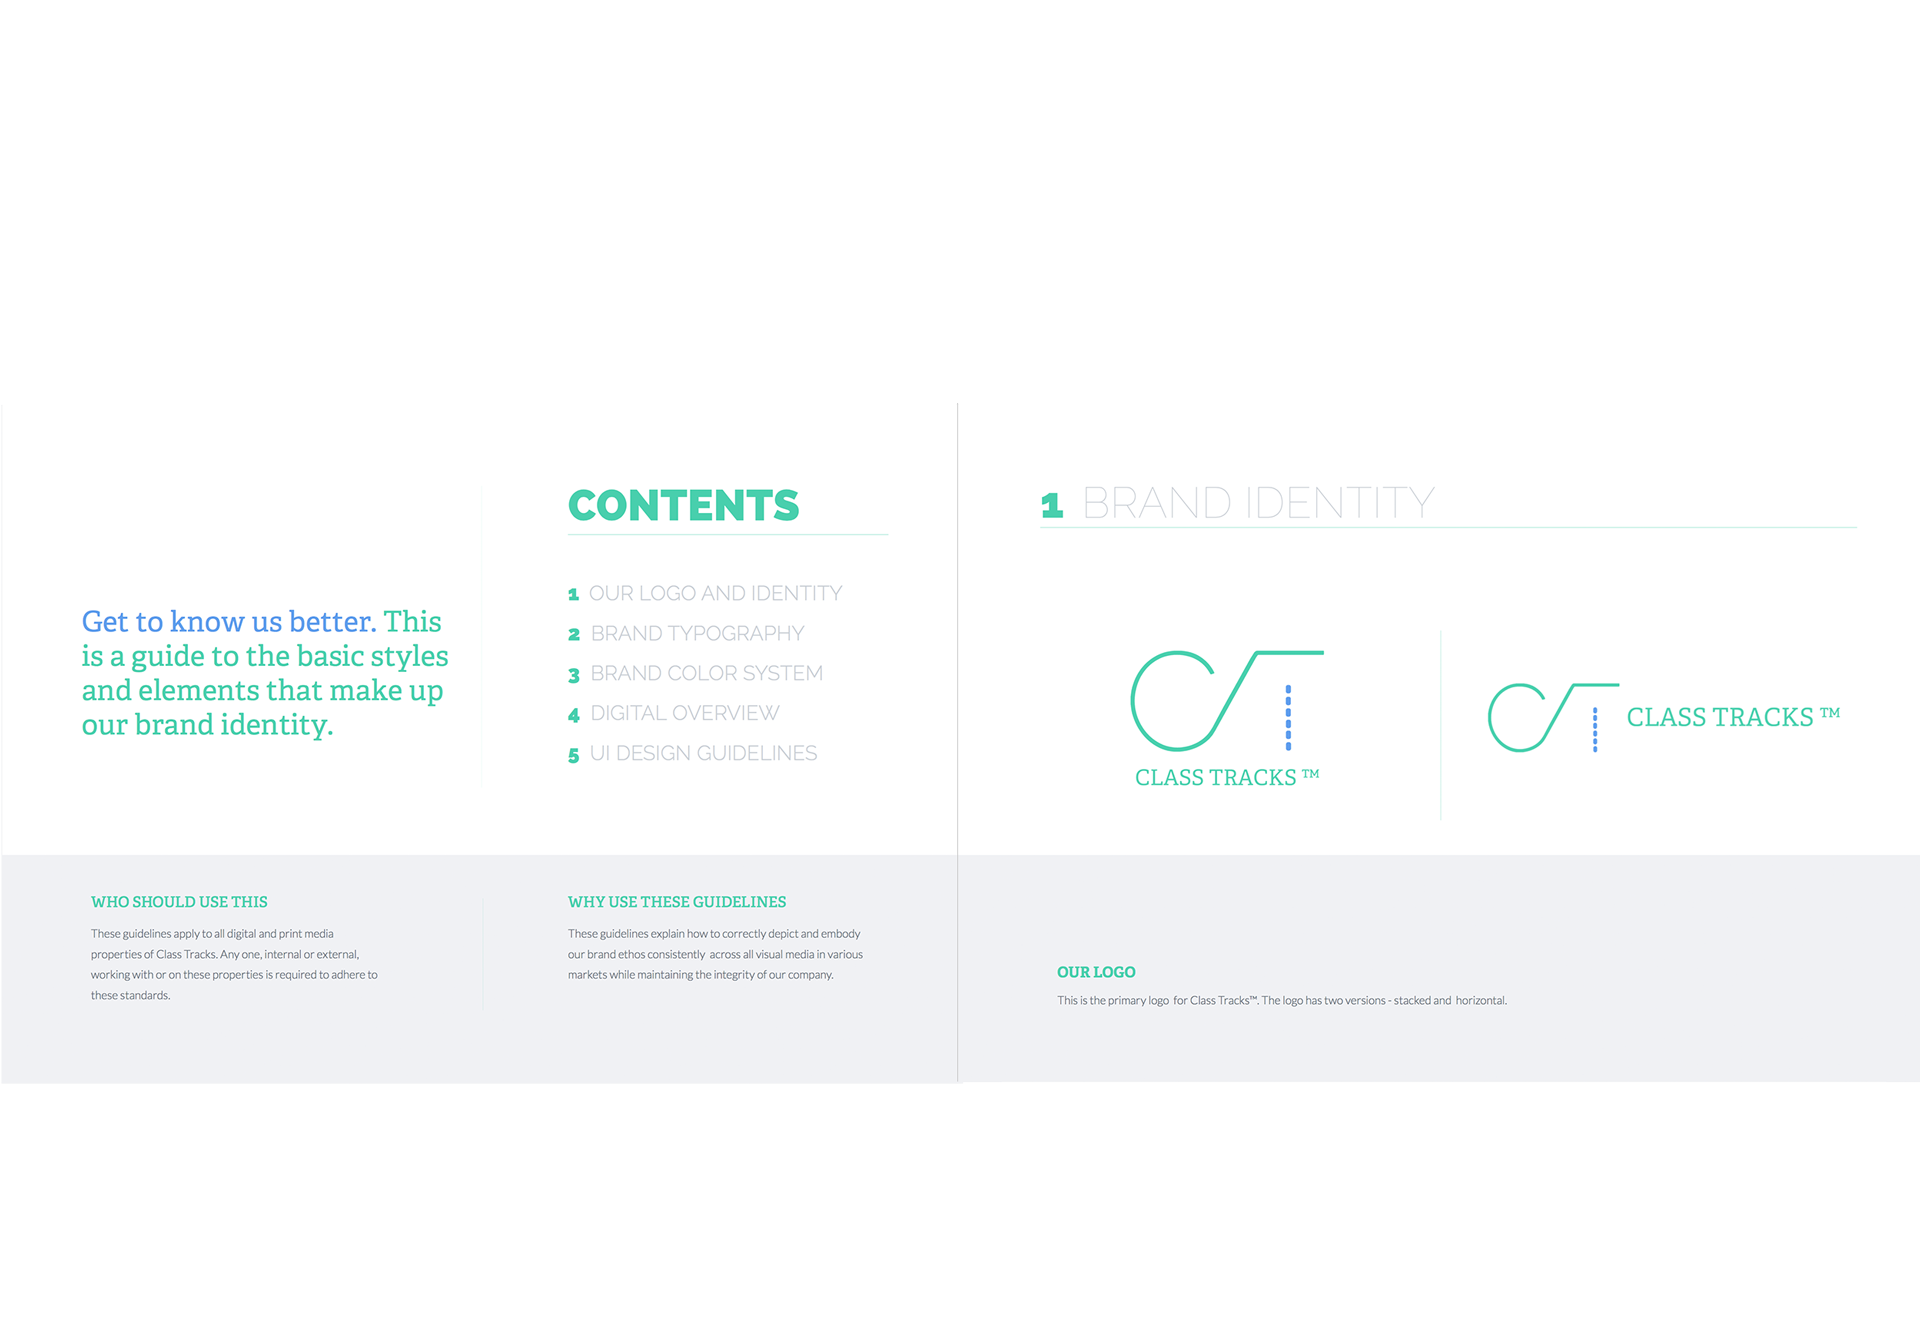 Get to know us better. This
is a guide to the basic styles
and elements that make up
our brand identity.
CONTENTS
1 OUR LOGO AND IDENTITY
2 BRAND TYPOGRAPHY
3 BRAND COLOR SYSTEM
4 DIGITAL OVERVIEW
5 UI DESIGN GUIDELINES
WHO SHOULD USE THIS
These guidelines apply to all digital and print media
properties of Class Tracks. Any one, internal or external,
working with or on these properties is required to adhere to
these standards.
WHY USE THESE GUIDELINES
These guidelines explain how to correctly depict and embody
our brand ethos consistently across all visual media in various
markets while maintaining the integrity of our company.
1 BRAND IDENTITY
CT
CLASS TRACKS ™
CT
CLASS TRACKS ™
OUR LOGO
This is the primary logo for Class Tracks™. The logo has two versions - stacked and horizontal.